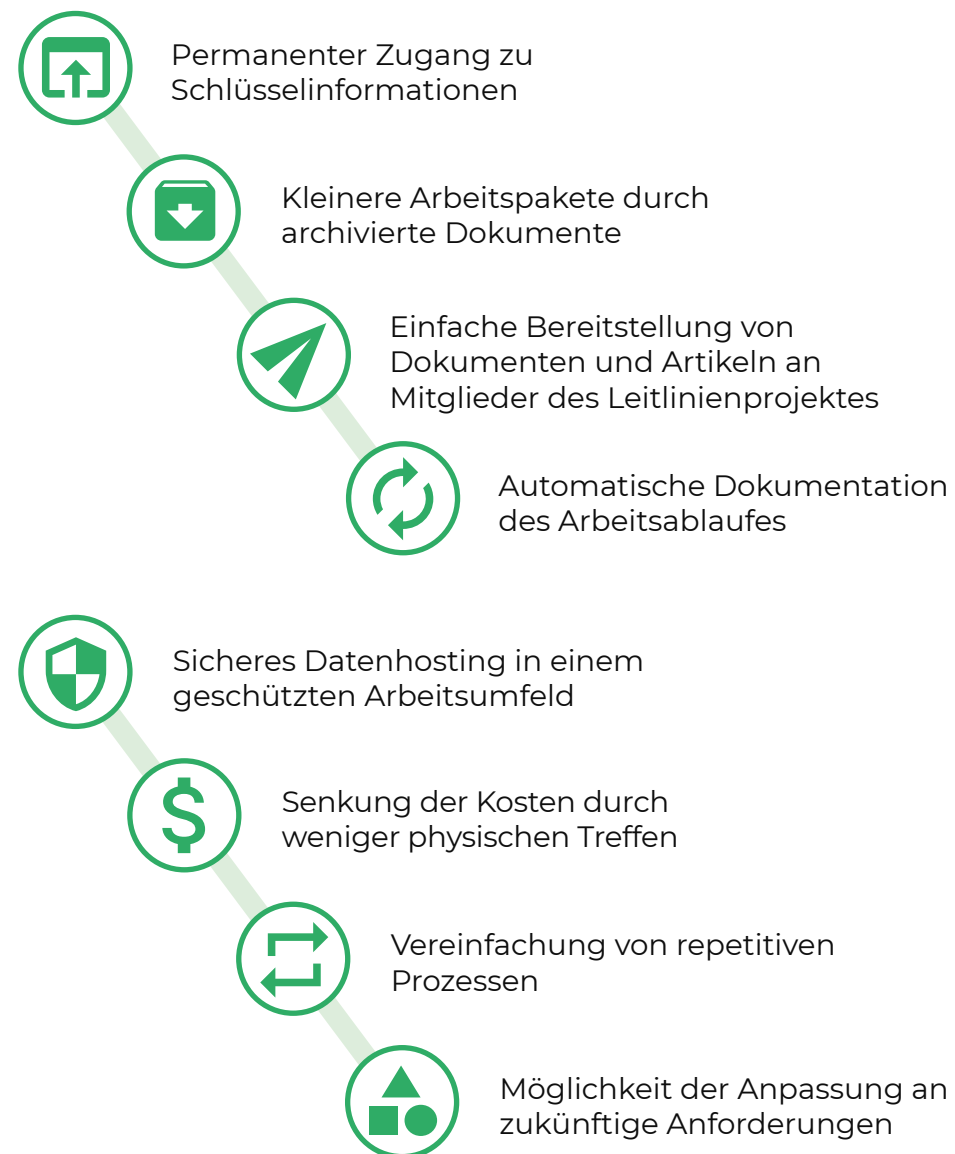 Permanenter Zugang zu
Schlüsselinformationen
Kleinere Arbeitspakete durch
archivierte Dokumente
Einfache Bereitstellung von
Dokumenten und Artikeln an
Mitglieder des Leitlinienprojektes
Automatische Dokumentation
des Arbeitsablaufes
Sicheres Datenhosting in einem
geschützten Arbeitsumfeld
Senkung der Kosten durch
weniger physischen Treffen
Vereinfachung von repetitiven
Prozessen
Möglichkeit der Anpassung an
zukünftige Anforderungen